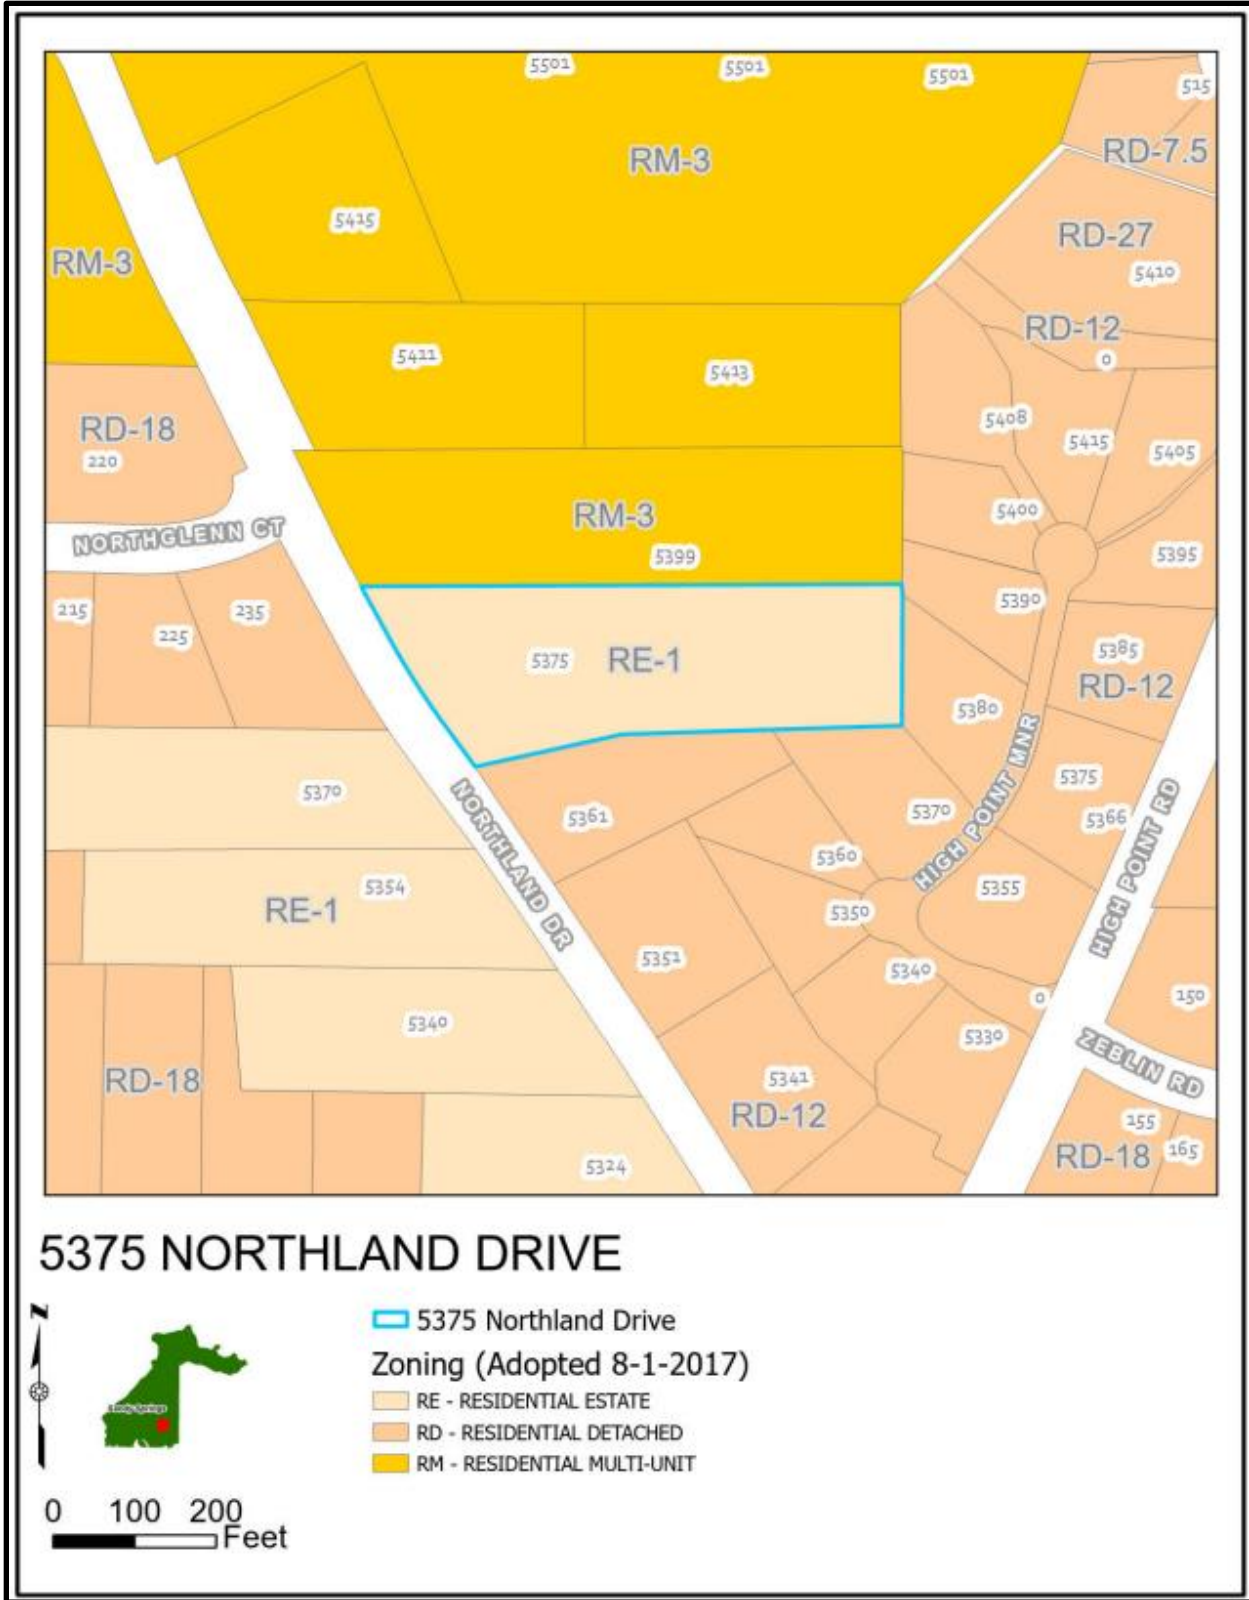 5501 5501 5501 515
RM-3 RD-7.5
5415 RD-27
RM-3 5410
RD-12
0
5411 5413
RD-18 5408 5415 5405
220
RM-3 5400
NORTHGLENN CT
5399 5395
215 225 235 5390
5375 RE-1 5385
RD-12
5380
5370 5375
NORTHLAND DR 5361 5370 HIGH POINT MNR 5366 HIGH POINT RD
5360
RE-1 5354 5350 5355
5351 5340
0 150
5340 5330
ZEBLIN RD
RD-18 5341
RD-12 155
5324 RD-18 165
5375 NORTHLAND DRIVE
N
Sandy Springs
5375 Northland Drive
Zoning (Adopted 8-1-2017)
RE - RESIDENTIAL ESTATE
RD - RESIDENTIAL DETACHED
RM - RESIDENTIAL MULTI-UNIT
0 100 200
Feet